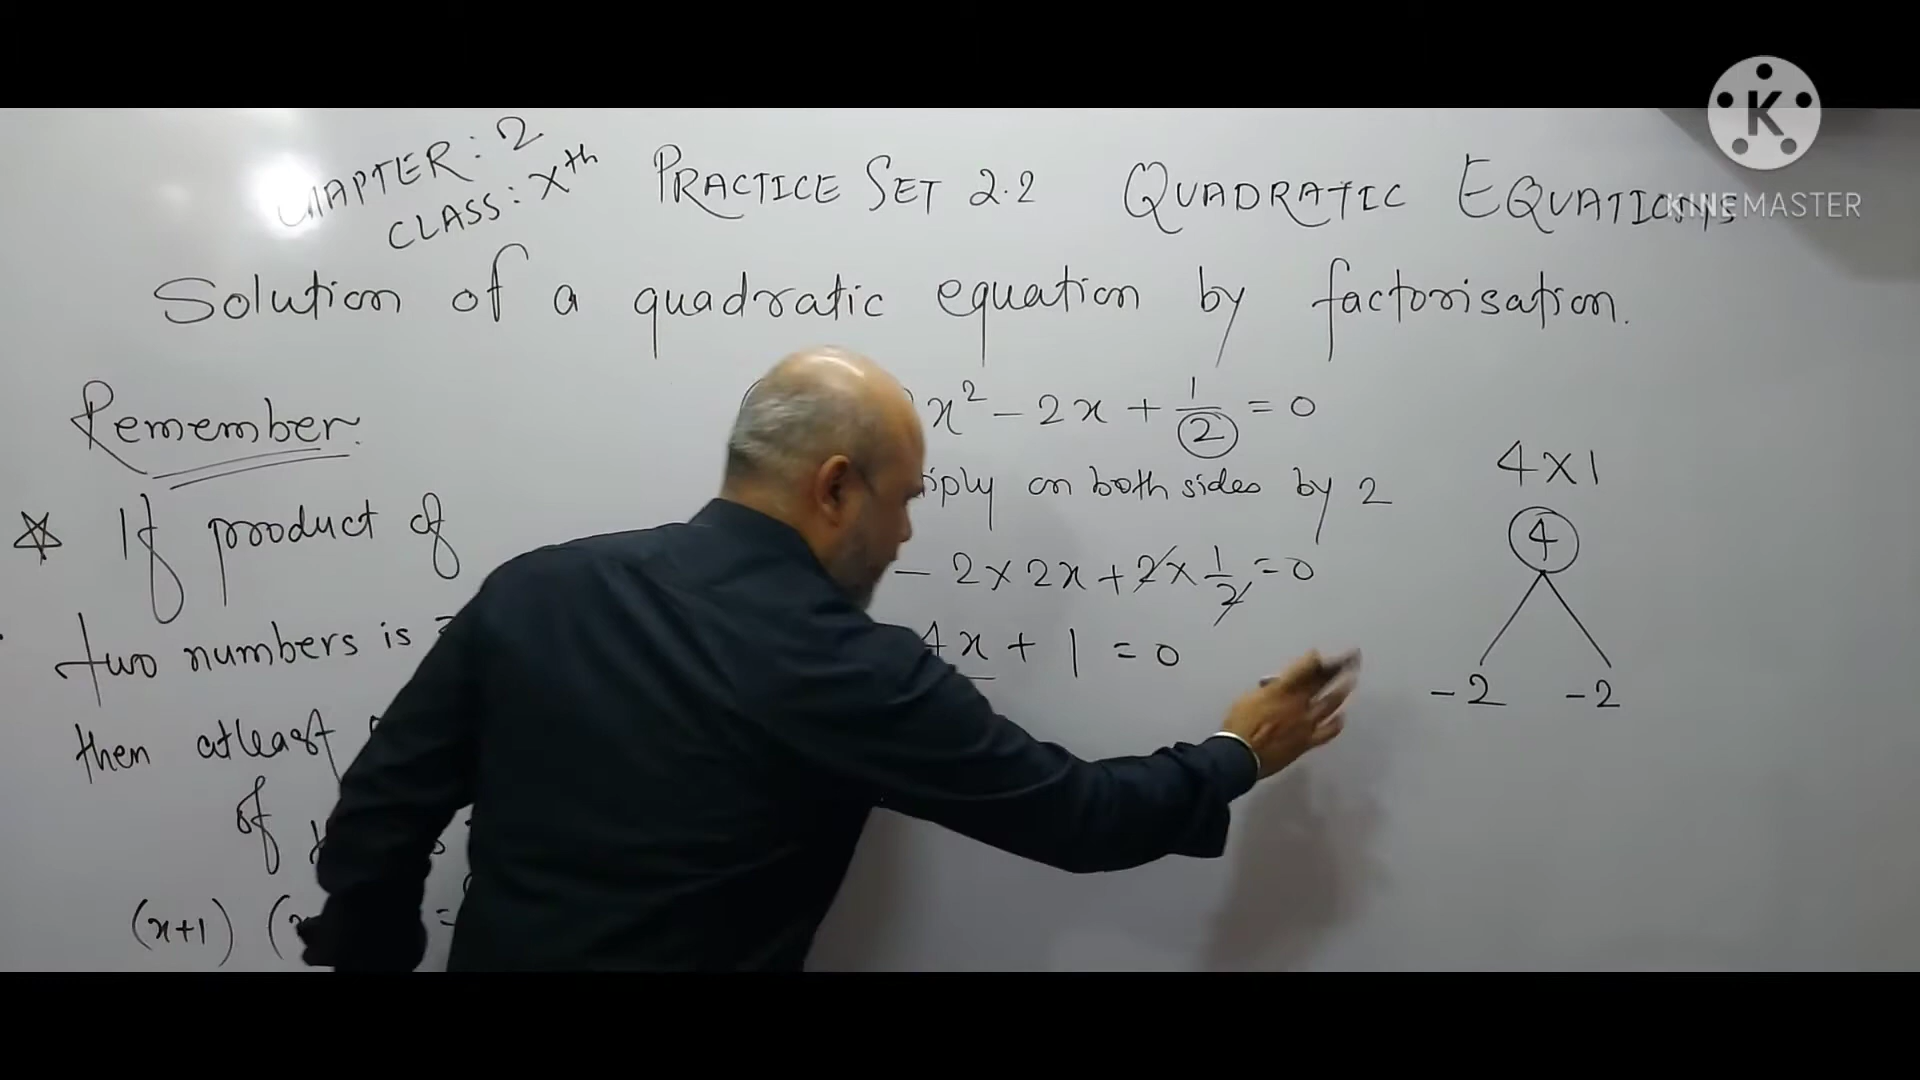 CHAPTER: 2
CLASS: Xth
PRACTICE SET 2.2 QUADRATIC EQUATIONS
K
KINEMASTER
Solution of a quadratic equation by factorisation.
Remember.
☆ If product of
two numbers is
then atleast
of
(x+1) (x =
x² - 2x + 1/2 = 0
on both sides by 2
- 2 x 2x + 2 x 1/2 = 0
4x + 1 = 0
4 x 1
4
-2 -2